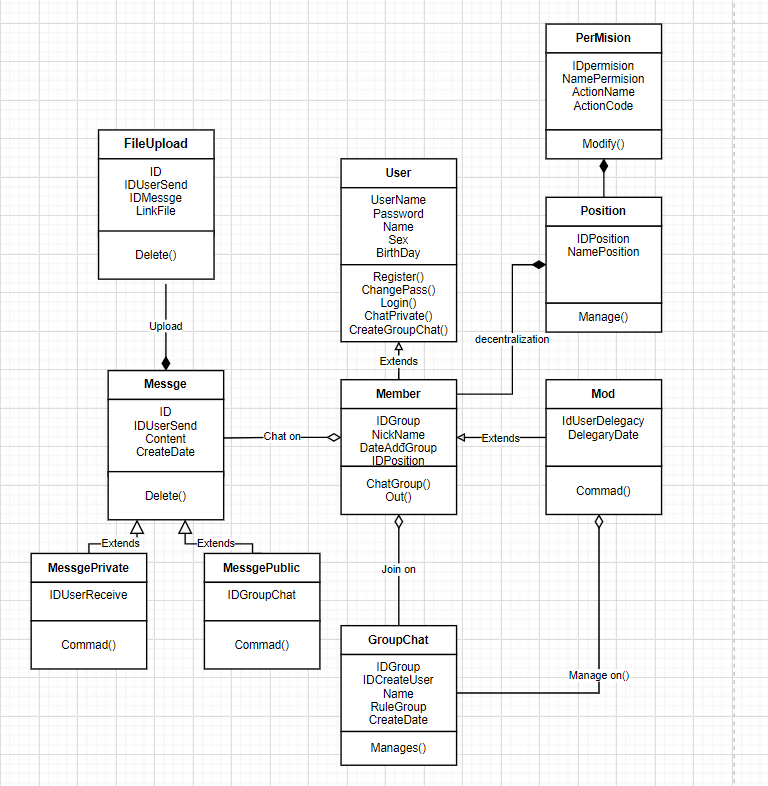 PerMision
IDpermision
NamePermision
ActionName
ActionCode
Modify()
FileUpload
ID
IDUserSend
IDMessge
LinkFile
Delete()
User
UserName
Password
Name
Sex
BirthDay
Register()
ChangePass()
Login()
ChatPrivate()
CreateGroupChat()
Position
IDPosition
NamePosition
Manage()
Upload
decentralization
Extends
Messge
ID
IDUserSend
Content
CreateDate
Delete()
Chat on
Member
IDGroup
NickName
DateAddGroup
IDPosition
ChatGroup()
Out()
Extends
Mod
IdUserDelegacy
DelegaryDate
Commad()
Extends
Extends
MessgePrivate
IDUserReceive
Commad()
MessgePublic
IDGroupChat
Commad()
Join on
GroupChat
IDGroup
IDCreateUser
Name
RuleGroup
CreateDate
Manages()
Manage on()